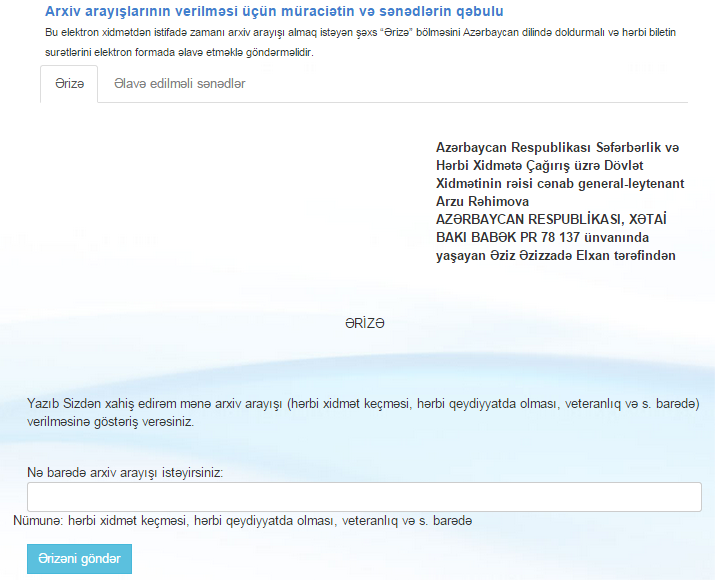 Arxiv arayışlarının verilməsi üçün müraciətin və sənədlərin qəbulu
Bu elektron xidmətdən istifadə zamanı arxiv arayışı almaq istəyən şəxs “Ərizə” bölməsini Azərbaycan dilində doldurmalı və hərbi biletin
surətlərini elektron formada əlavə etməklə göndərməlidir.
Ərizə Əlavə edilməli sənədlər
Azərbaycan Respublikası Səfərbərlik və
Hərbi Xidmətə Çağırış üzrə Dövlət
Xidmətinin rəisi cənab general-leytenant
Arzu Rəhimova
AZƏRBAYCAN RESPUBLİKASI, XƏTAİ
BAKI BABƏK PR 78 137 ünvanında
yaşayan Əziz Əzizzadə Elxan tərəfindən
ƏRİZƏ
Yazıb Sizdən xahiş edirəm mənə arxiv arayışı (hərbi xidmət keçməsi, hərbi qeydiyyatda olması, veteranlıq və s. barədə)
verilməsinə göstəriş verəsiniz.
Nə barədə arxiv arayışı istəyirsiniz:
Nümunə: hərbi xidmət keçməsi, hərbi qeydiyyatda olması, veteranlıq və s. barədə
Ərizəni göndər